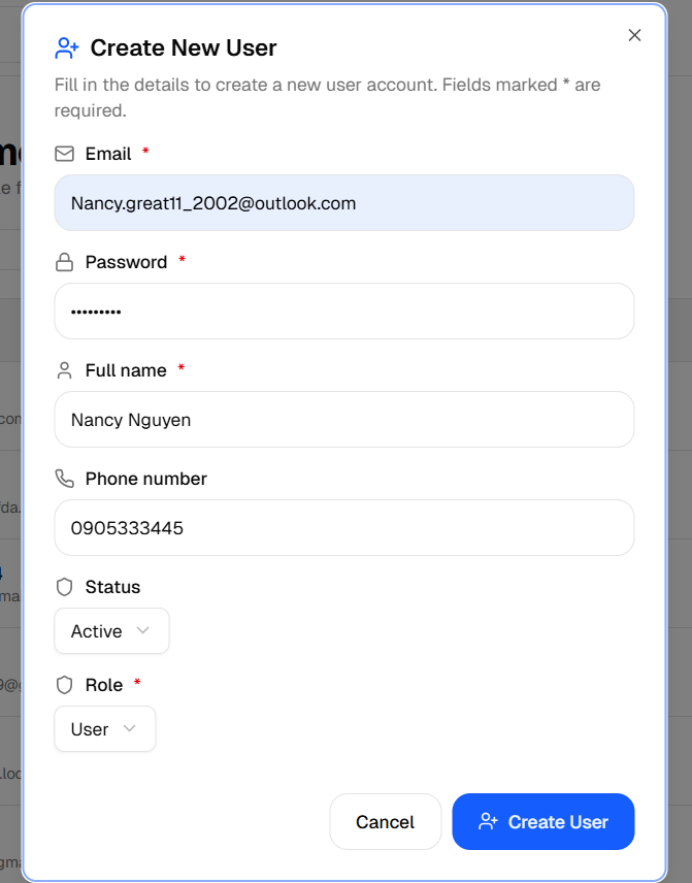 Create New User
Fill in the details to create a new user account. Fields marked * are
required.
Email *
Nancy.great11_2002@outlook.com
Password *
•••••••••
Full name *
Nancy Nguyen
Phone number
0905333445
Status
Active
Role *
User
Cancel
Create User